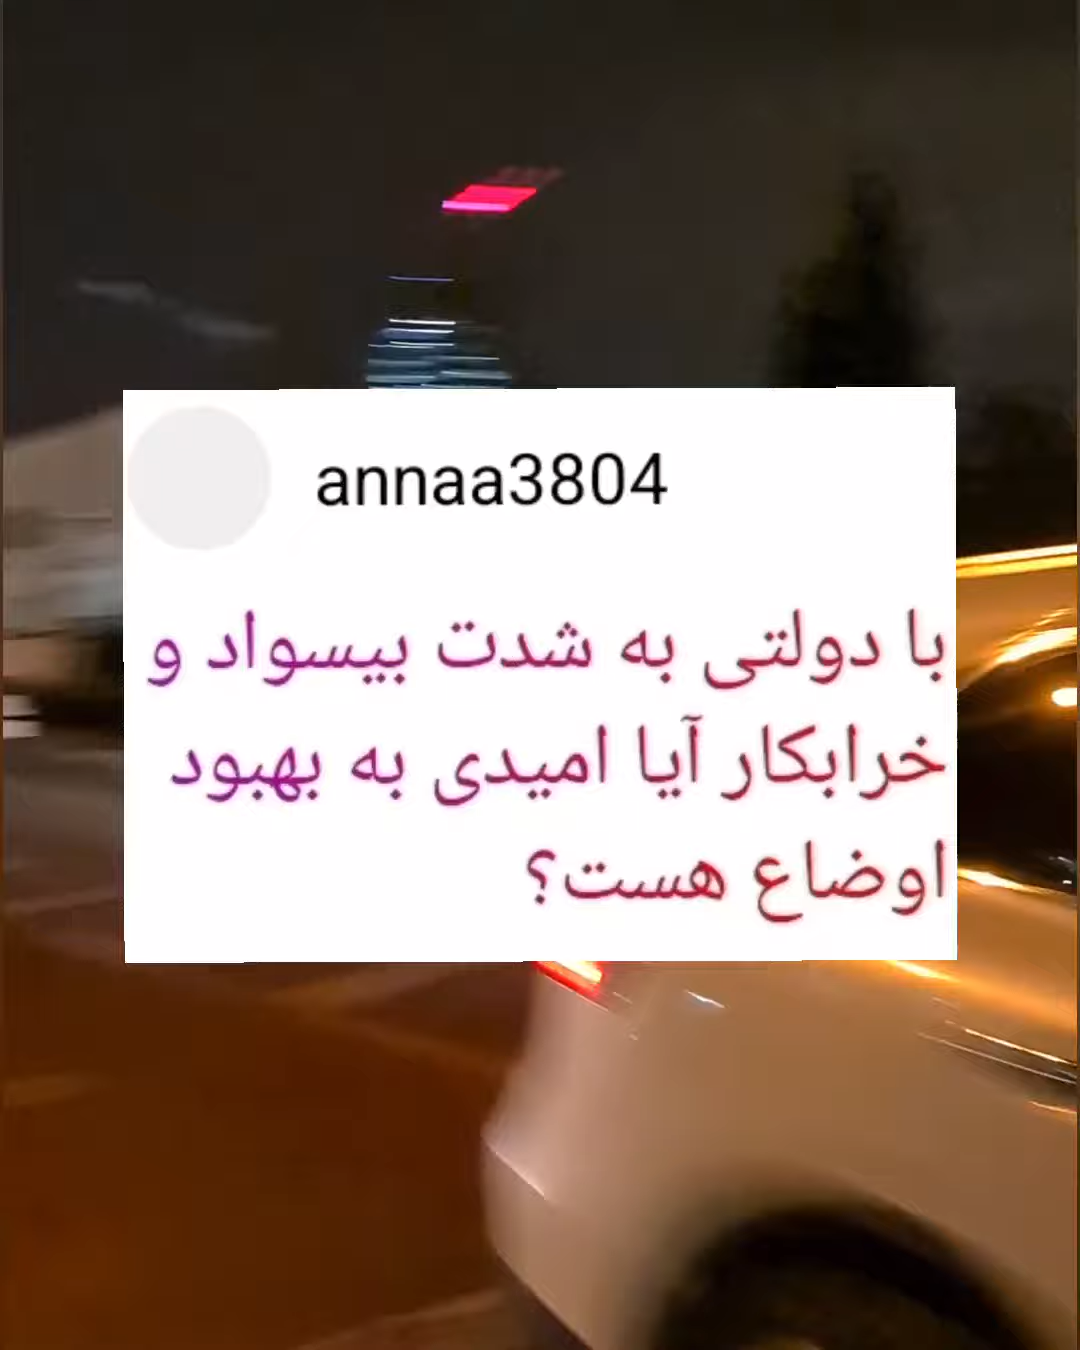 annaa3804
با دولتی به شدت بیسواد و
خرابکار آیا امیدی به بهبود
اوضاع هست؟